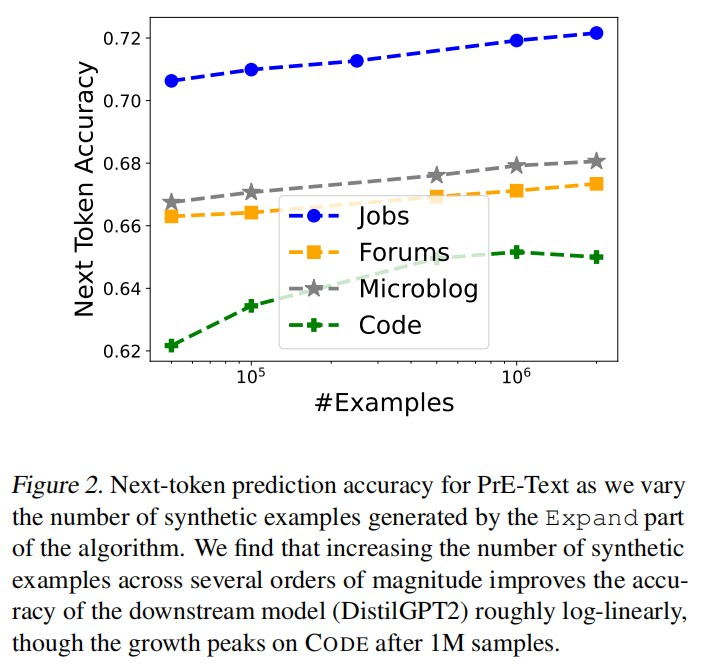 0.72
0.70
0.68
0.66
0.64
0.62
Next Token Accuracy
Jobs
Forums
Microblog
Code
10⁵
10⁶
#Examples
Figure 2. Next-token prediction accuracy for PrE-Text as we vary
the number of synthetic examples generated by the Expand part
of the algorithm. We find that increasing the number of synthetic
examples across several orders of magnitude improves the accu-
racy of the downstream model (DistilGPT2) roughly log-linearly,
though the growth peaks on CODE after 1M samples.